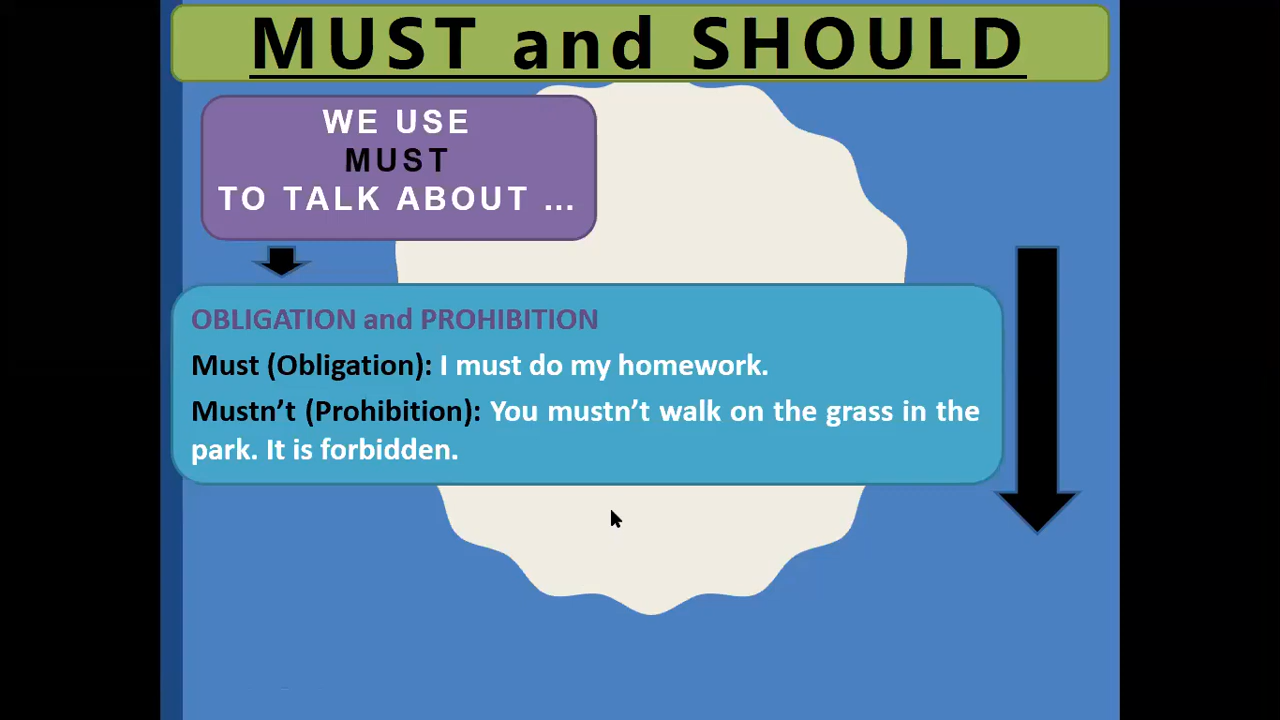 MUST and SHOULD
WE USE
MUST
TO TALK ABOUT ...
OBLIGATION and PROHIBITION
Must (Obligation): I must do my homework.
Mustn’t (Prohibition): You mustn’t walk on the grass in the
park. It is forbidden.